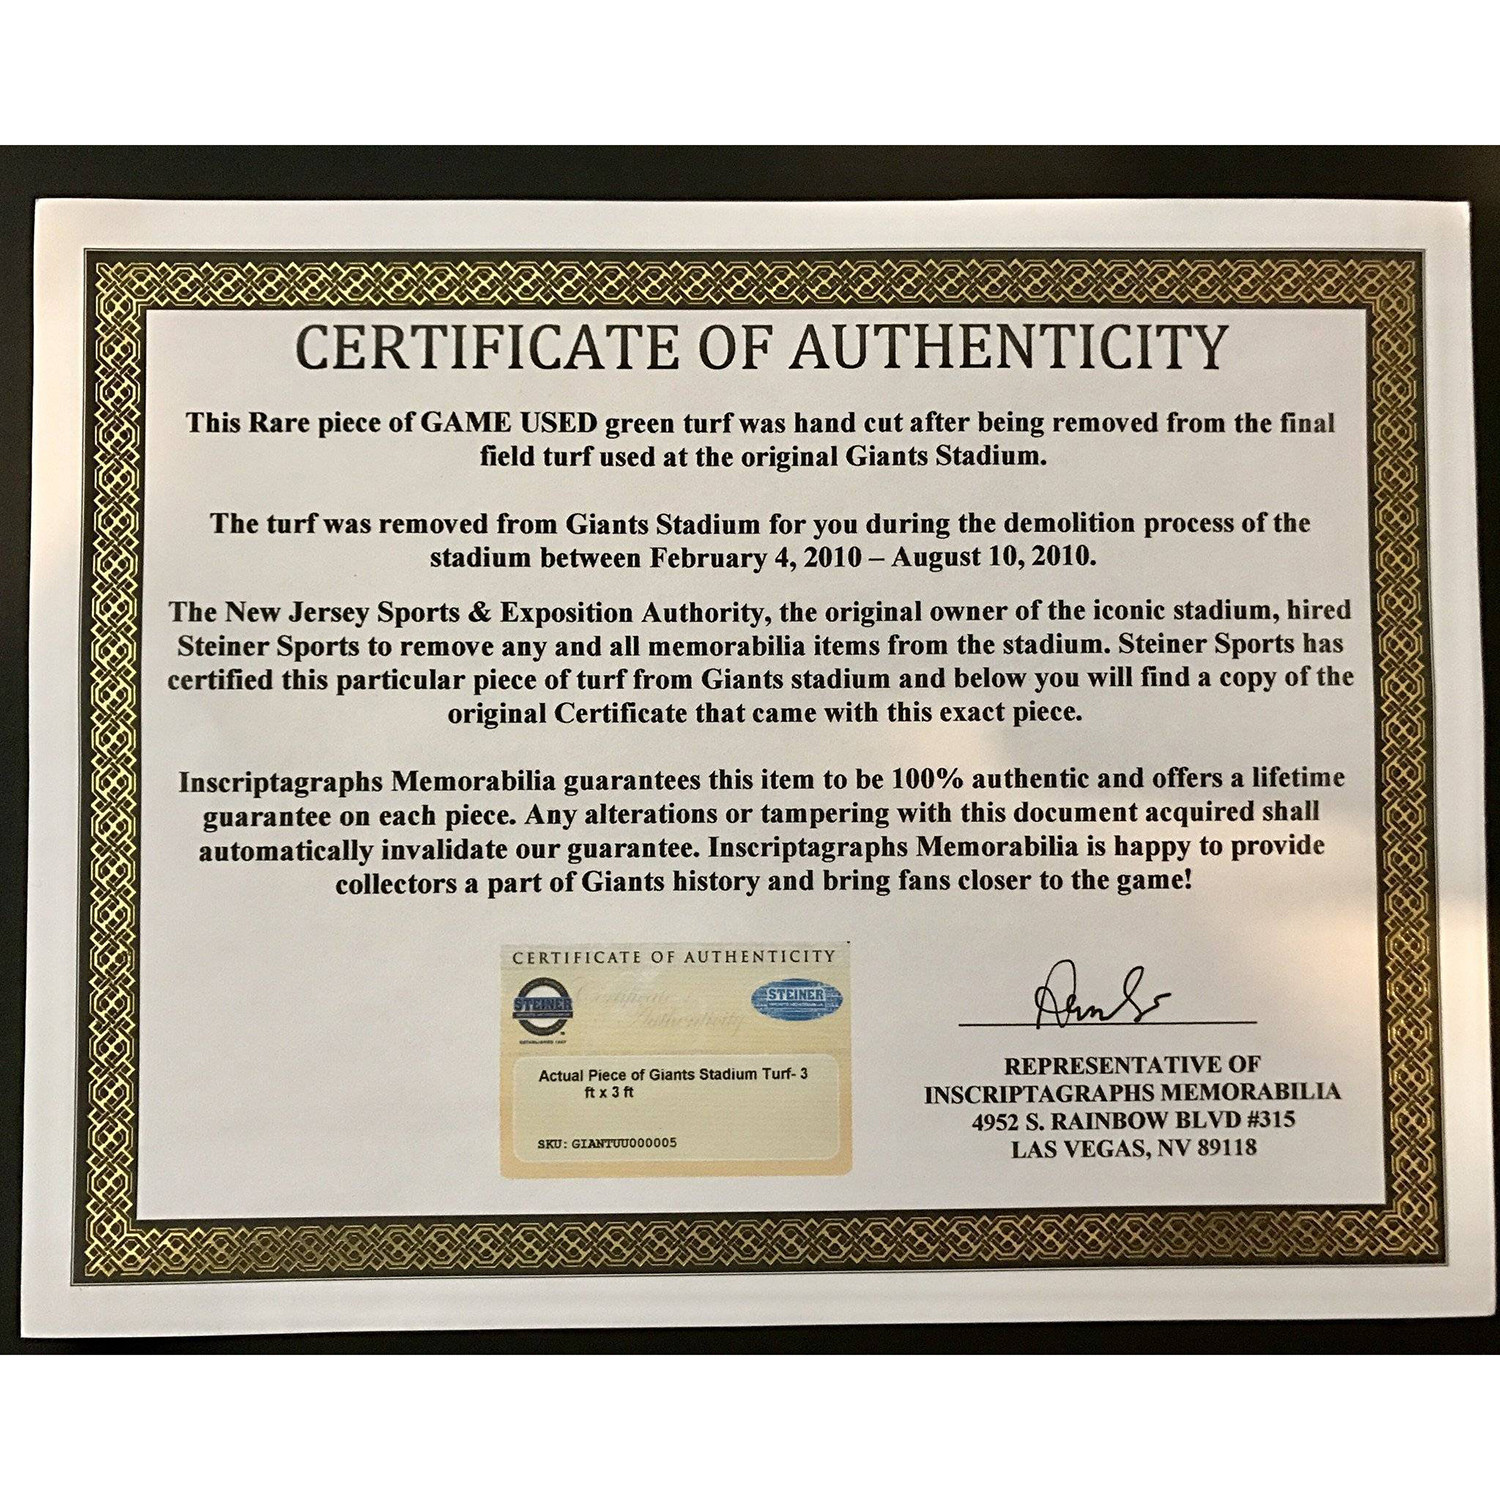 CERTIFICATE OF AUTHENTICITY
This Rare piece of GAME USED green turf was hand cut after being removed from the final
field turf used at the original Giants Stadium.
The turf was removed from Giants Stadium for you during the demolition process of the
stadium between February 4, 2010 – August 10, 2010.
The New Jersey Sports & Exposition Authority, the original owner of the iconic stadium, hired
Steiner Sports to remove any and all memorabilia items from the stadium. Steiner Sports has
certified this particular piece of turf from Giants stadium and below you will find a copy of the
original Certificate that came with this exact piece.
Inscriptagraphs Memorabilia guarantees this item to be 100% authentic and offers a lifetime
guarantee on each piece. Any alterations or tampering with this document acquired shall
automatically invalidate our guarantee. Inscriptagraphs Memorabilia is happy to provide
collectors a part of Giants history and bring fans closer to the game!
CERTIFICATE OF AUTHENTICITY
STEINER
STEINER
Certificate
Authenticity
Actual Piece of Giants Stadium Turf- 3
ft x 3 ft
SKU: GIANTUU000005
REPRESENTATIVE OF
INSCRIPTAGRAPHS MEMORABILIA
4952 S. RAINBOW BLVD #315
LAS VEGAS, NV 89118